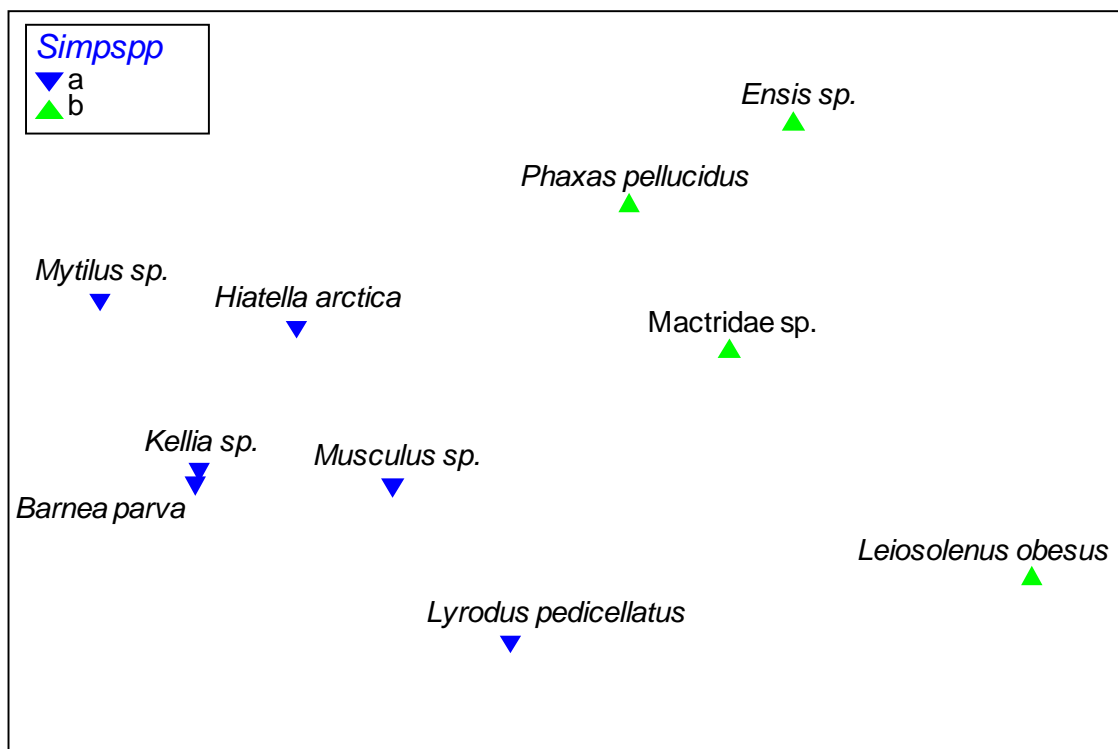 Simpspp
a
b
Ensis sp.
Phaxas pellucidus
Mytilus sp.
Hiatella arctica
Mactridae sp.
Kellia sp.
Musculus sp.
Barnea parva
Leiosolenus obesus
Lyrodus pedicellatus